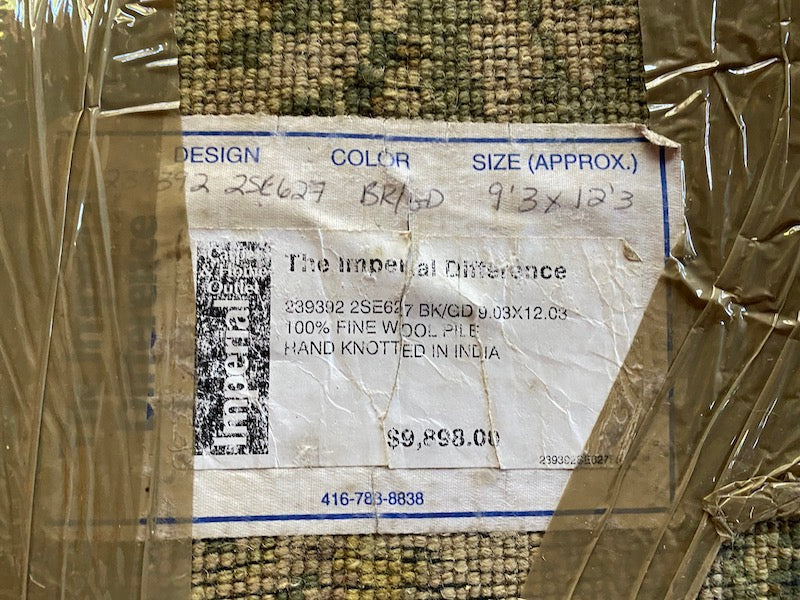 DESIGN COLOR SIZE (APPROX.)
239392 2SE627 BR/GD 9'3 x 12'3
Carpet & Home Outlet
Imperial
The Imperial Difference
239392 2SE627 BK/GD 9.03X12.03
100% FINE WOOL PILE
HAND KNOTTED IN INDIA
$9,898.00
2393922SE627
416-783-8838